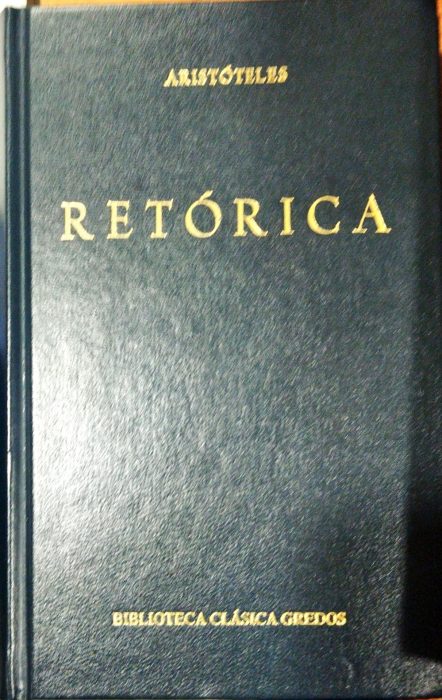 ARISTÓTELES
RETÓRICA
BIBLIOTECA CLÁSICA GREDOS